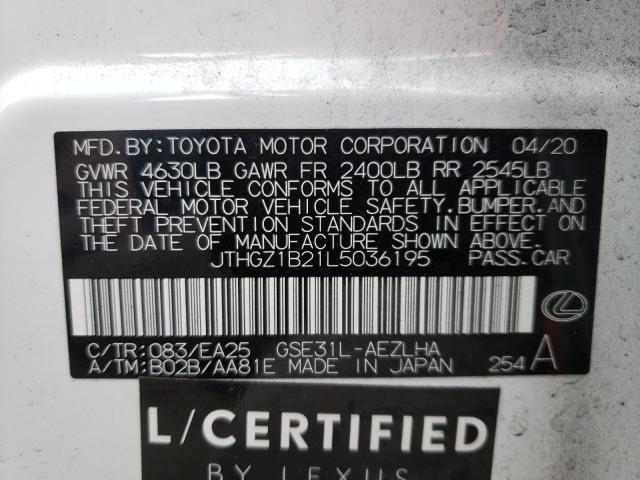 MFD.BY:TOYOTA MOTOR CORPORATION 04/20
GVWR 4630LB GAWR FR 2400LB RR 2545LB
THIS VEHICLE CONFORMS TO ALL APPLICABLE
FEDERAL MOTOR VEHICLE SAFETY,BUMPER,AND
THEFT PREVENTION STANDARDS IN EFFECT ON
THE DATE OF MANUFACTURE SHOWN ABOVE.
JTHGZ1B21L5036195 PASS.CAR
C/TR:083/EA25 GSE31L-AEZLHA
A/TM:B02B/AA81E MADE IN JAPAN 254 A
L/CERTIFIED
BY LEXUS